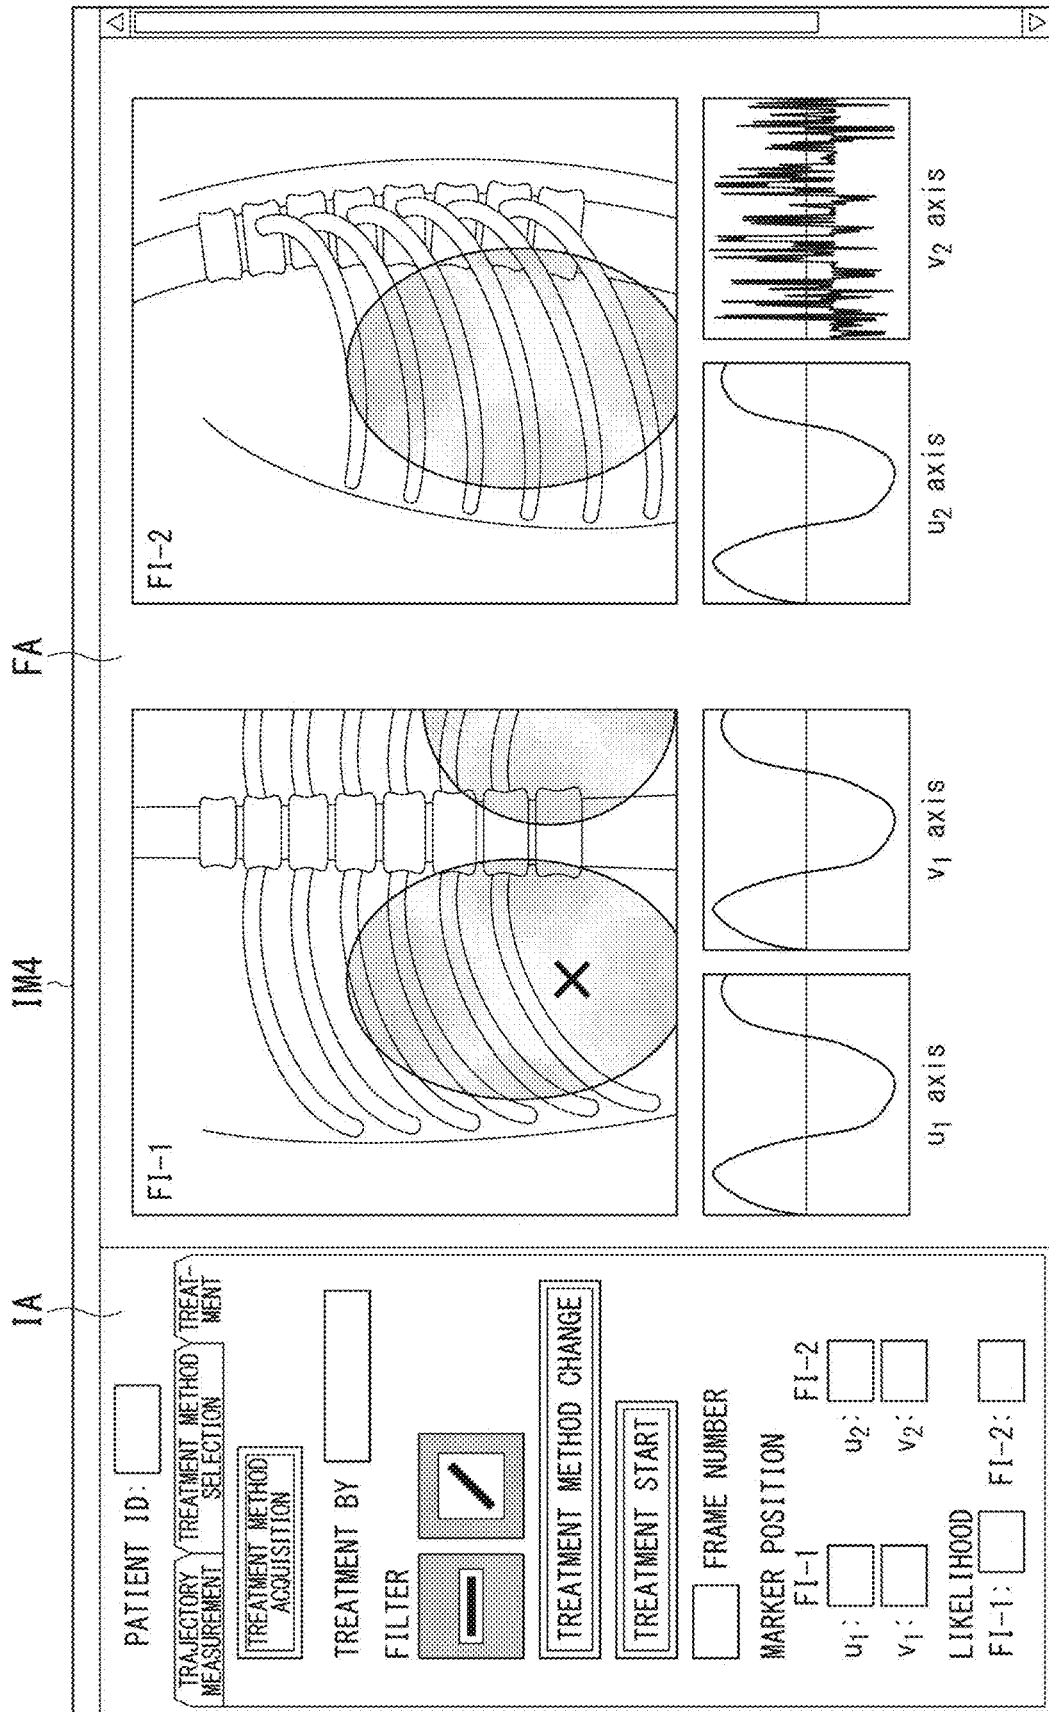 IA
IM4
FA
PATIENT ID:
TRAJECTORY MEASUREMENT
TREATMENT METHOD SELECTION
TREAT-
MENT
TREATMENT METHOD
ACQUISITION
TREATMENT BY
FILTER
TREATMENT METHOD CHANGE
TREATMENT START
FRAME NUMBER
MARKER POSITION
FI-1 FI-2
u1: u2:
v1: v2:
LIKELIHOOD
FI-1: FI-2:
FI-1
FI-2
u1 axis
v1 axis
u2 axis
v2 axis